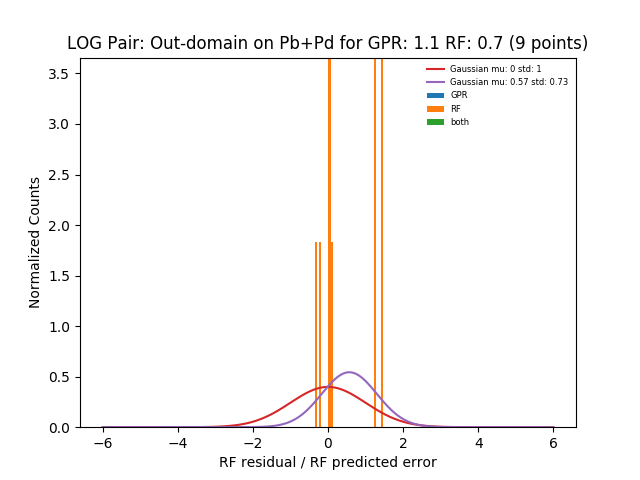 LOG Pair: Out-domain on Pb+Pd for GPR: 1.1 RF: 0.7 (9 points)
Gaussian mu: 0 std: 1
Gaussian mu: 0.57 std: 0.73
GPR
RF
both
Normalized Counts
3.5
3.0
2.5
2.0
1.5
1.0
0.5
0.0
−6 −4 −2 0 2 4 6
RF residual / RF predicted error